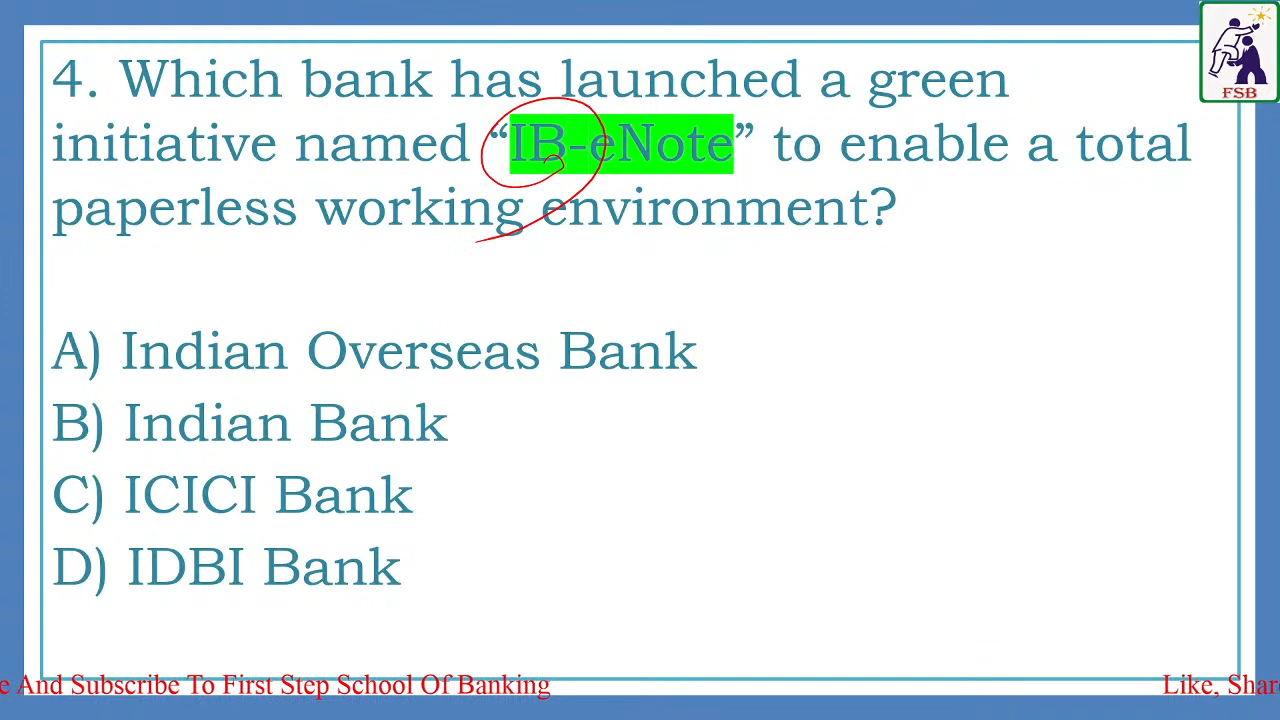 FSB
4. Which bank has launched a green
initiative named “IB-eNote” to enable a total
paperless working environment?
A) Indian Overseas Bank
B) Indian Bank
C) ICICI Bank
D) IDBI Bank
e And Subscribe To First Step School Of Banking Like, Share